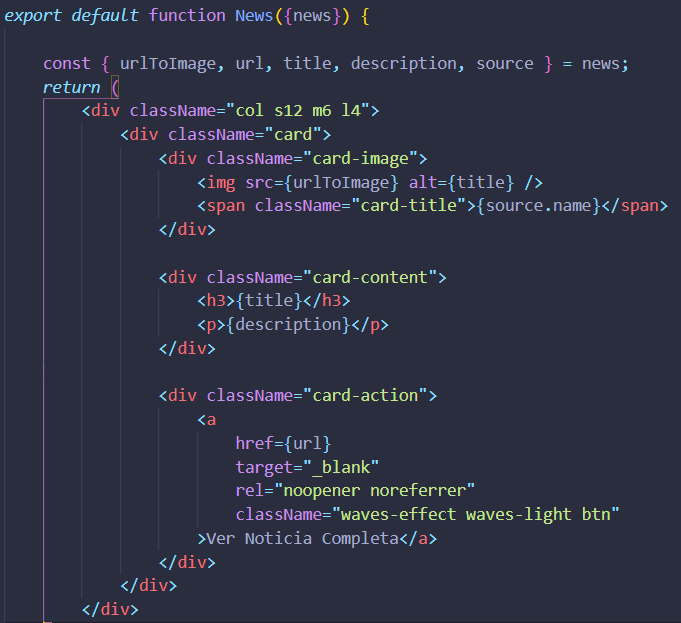 export default function News({news}) {
const { urlToImage, url, title, description, source } = news;
return (
<div className="col s12 m6 l4">
<div className="card">
<div className="card-image">
<img src={urlToImage} alt={title} />
<span className="card-title">{source.name}</span>
</div>
<div className="card-content">
<h3>{title}</h3>
<p>{description}</p>
</div>
<div className="card-action">
<a
href={url}
target="_blank"
rel="noopener noreferrer"
className="waves-effect waves-light btn"
>Ver Noticia Completa</a>
</div>
</div>
</div>